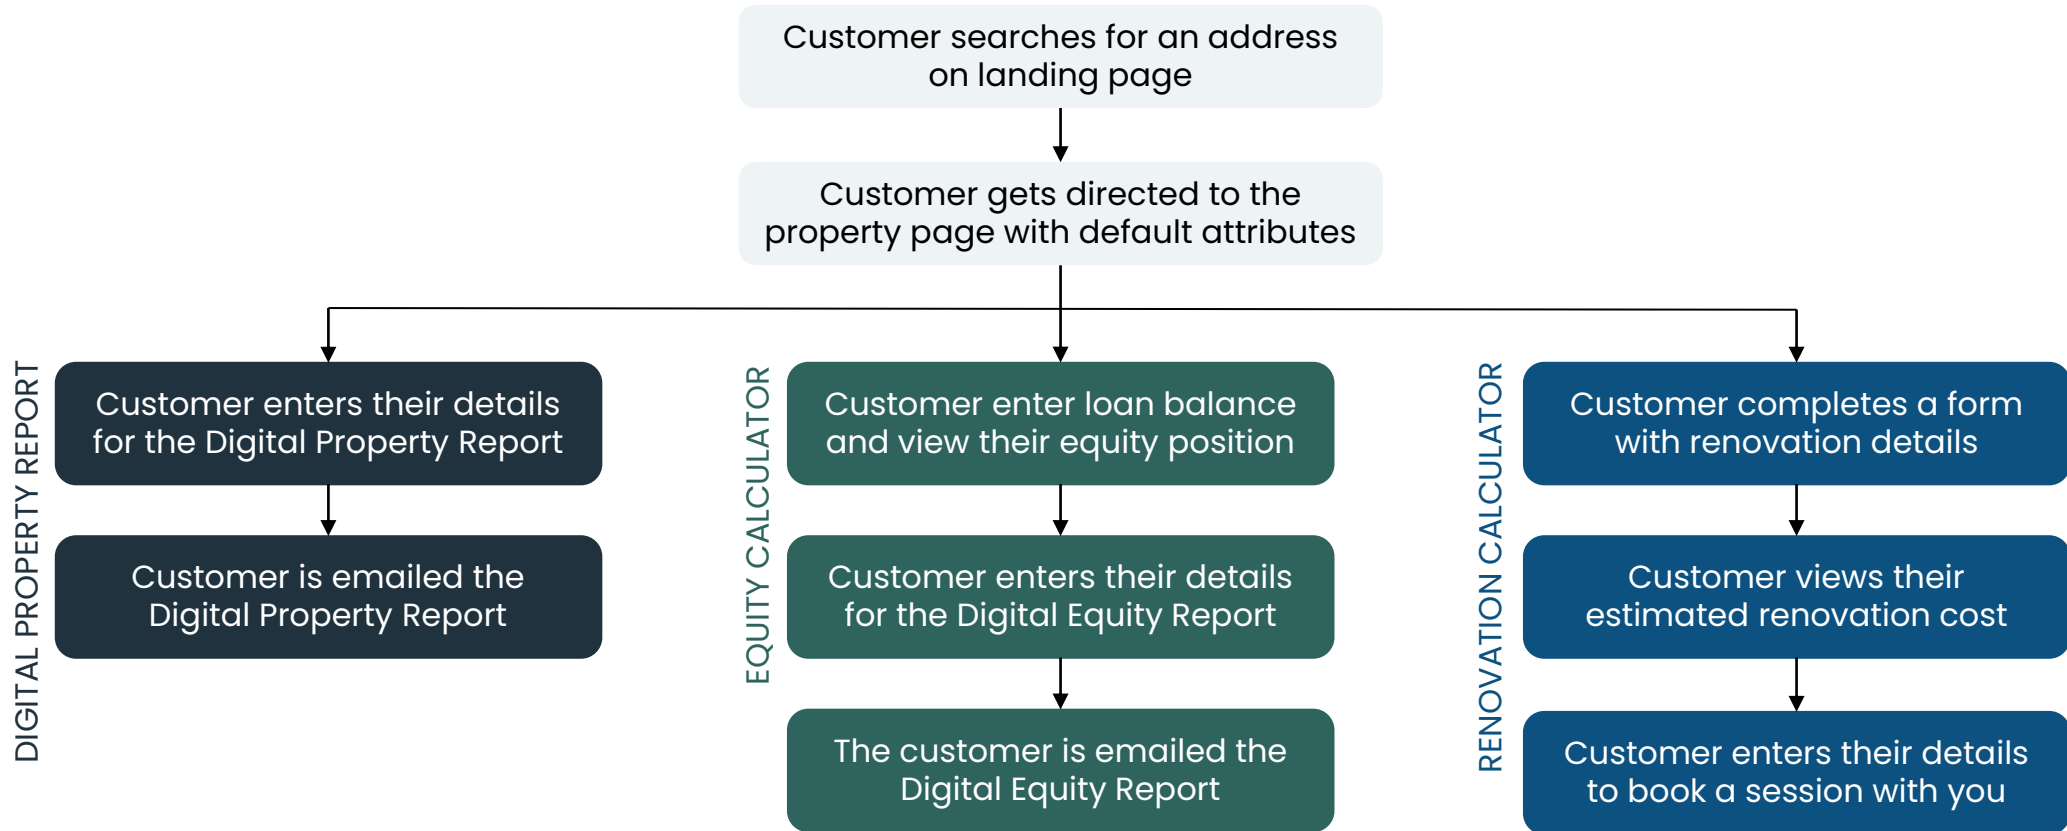 Customer searches for an address
on landing page
Customer gets directed to the
property page with default attributes
DIGITAL PROPERTY REPORT
Customer enters their details
for the Digital Property Report
Customer is emailed the
Digital Property Report
EQUITY CALCULATOR
Customer enter loan balance
and view their equity position
Customer enters their details
for the Digital Equity Report
The customer is emailed the
Digital Equity Report
RENOVATION CALCULATOR
Customer completes a form
with renovation details
Customer views their
estimated renovation cost
Customer enters their details
to book a session with you